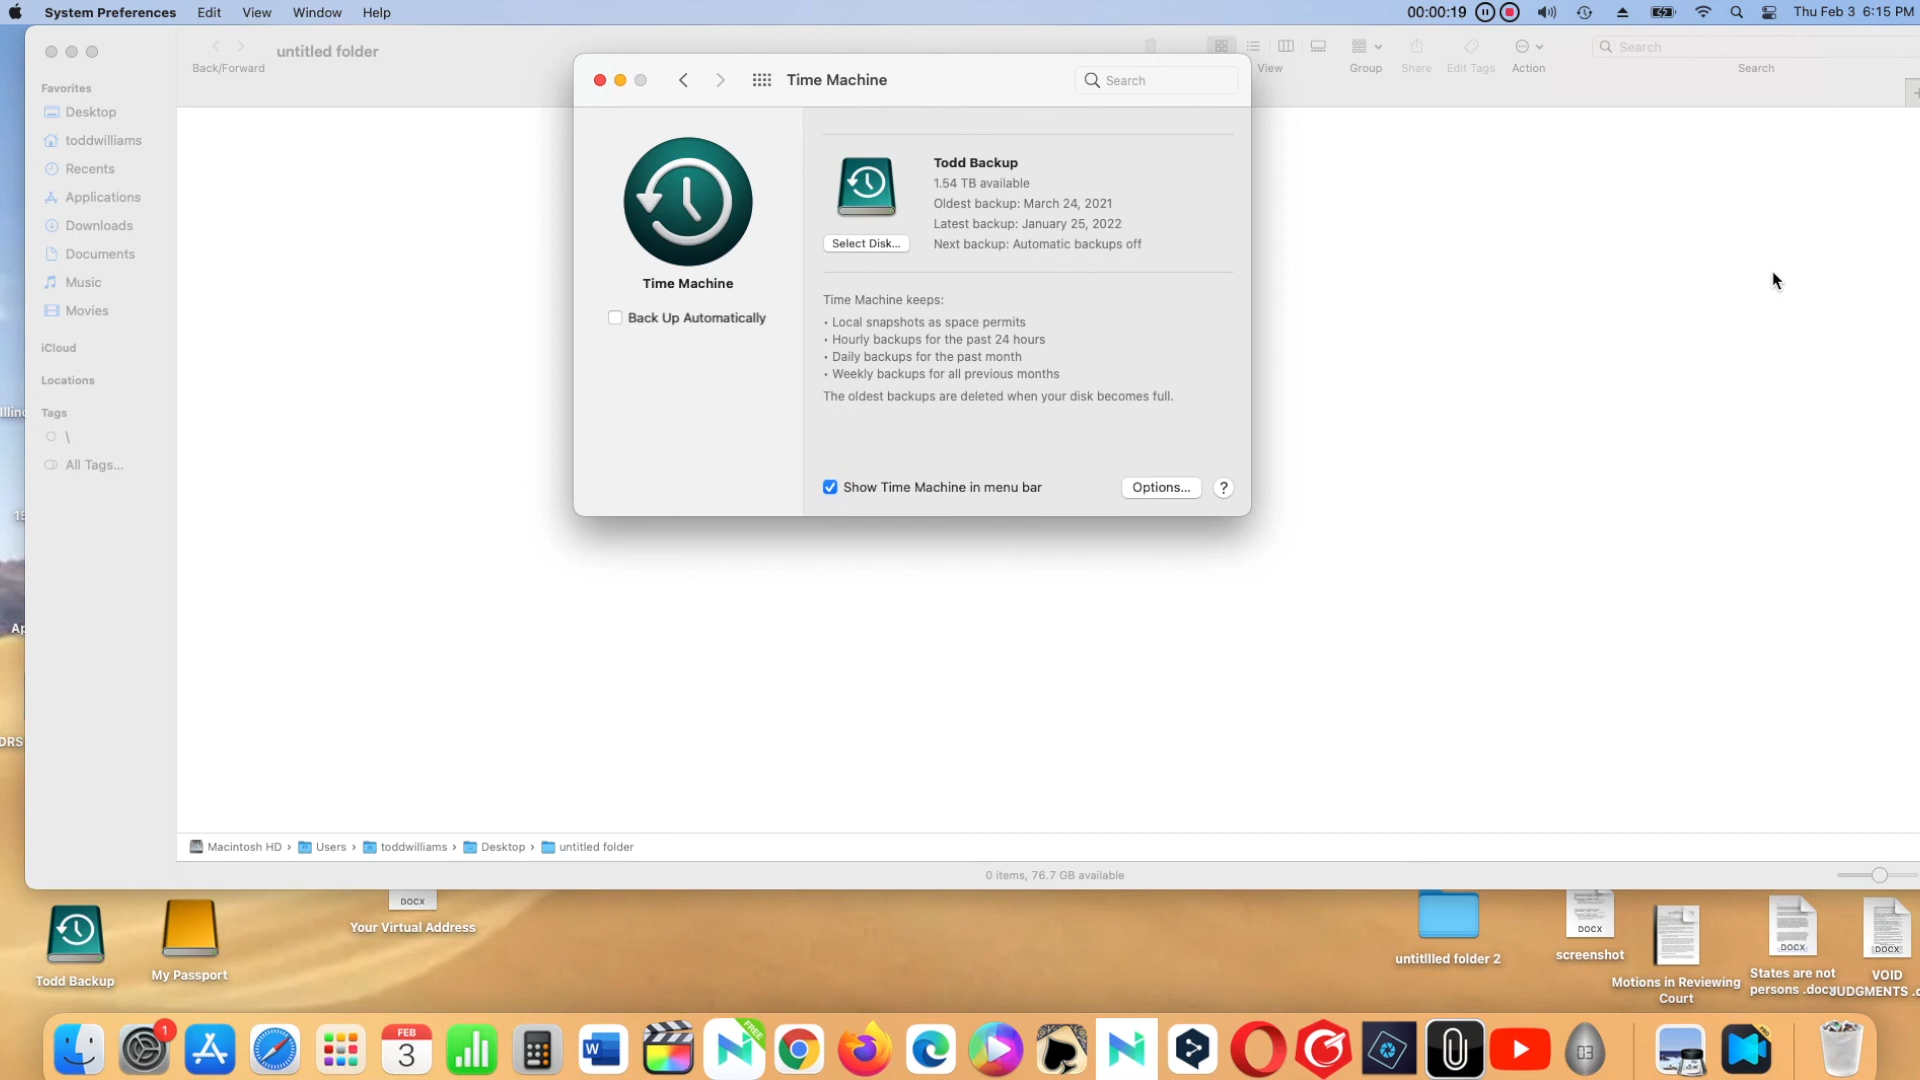 System Preferences Edit View Window Help
00:00:19 Thu Feb 3 6:15 PM
Back/Forward
untitled folder
View
Group
Share
Edit Tags
Action
Search
Search
Favorites
Desktop
toddwilliams
Recents
Applications
Downloads
Documents
Music
Movies
iCloud
Locations
Tags
\
All Tags...
Time Machine
Search
Time Machine
Back Up Automatically
Select Disk...
Todd Backup
1.54 TB available
Oldest backup: March 24, 2021
Latest backup: January 25, 2022
Next backup: Automatic backups off
Time Machine keeps:
• Local snapshots as space permits
• Hourly backups for the past 24 hours
• Daily backups for the past month
• Weekly backups for all previous months
The oldest backups are deleted when your disk becomes full.
Show Time Machine in menu bar
Options...
?
Macintosh HD › Users › toddwilliams › Desktop › untitled folder
0 items, 76.7 GB available
Todd Backup
My Passport
DOCX
Your Virtual Address
untitlled folder 2
DOCX
screenshot
Motions in Reviewing
Court
DOCX
States are not
persons .docx
DOCX
VOID
JUDGMENTS .d
1
FEB
3
W
FREE
03
PRO